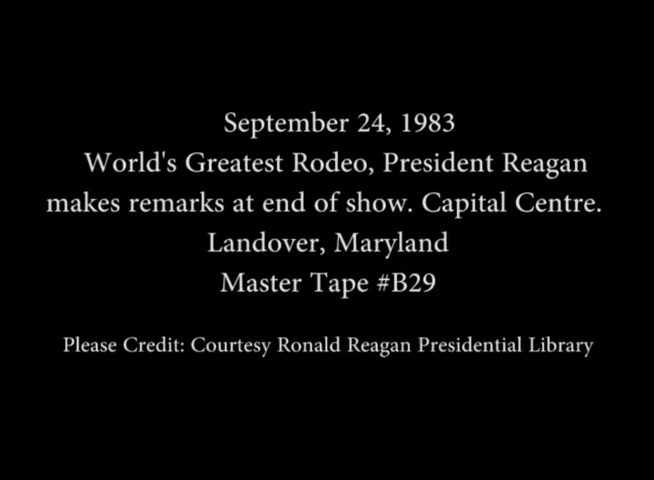 September 24, 1983
World's Greatest Rodeo, President Reagan
makes remarks at end of show. Capital Centre.
Landover, Maryland
Master Tape #B29
Please Credit: Courtesy Ronald Reagan Presidential Library